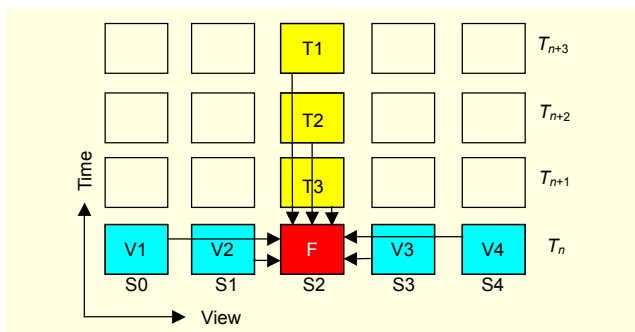 T1 Tn+3
T2 Tn+2
T3 Tn+1
Time
V1 V2 F V3 V4 Tn
S0 S1 S2 S3 S4
View